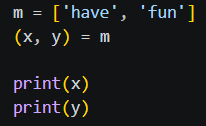 m = ['have', 'fun']
(x, y) = m
print(x)
print(y)